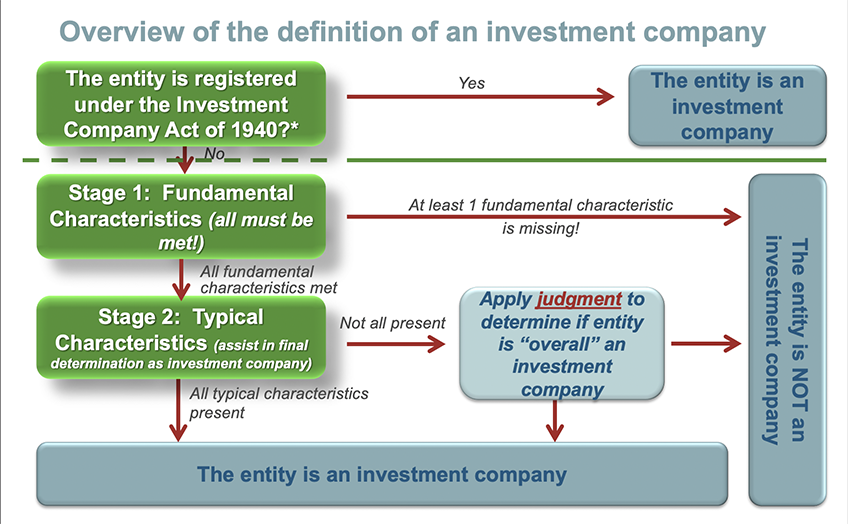 Overview of the definition of an investment company
The entity is registered
under the Investment
Company Act of 1940?*
Yes
The entity is an
investment
company
No
Stage 1: Fundamental
Characteristics (all must be
met!)
At least 1 fundamental characteristic
is missing!
The entity is NOT an
investment company
All fundamental
characteristics met
Stage 2: Typical
Characteristics (assist in final
determination as investment company)
Not all present
Apply judgment to
determine if entity
is “overall” an
investment
company
All typical characteristics
present
The entity is an investment company